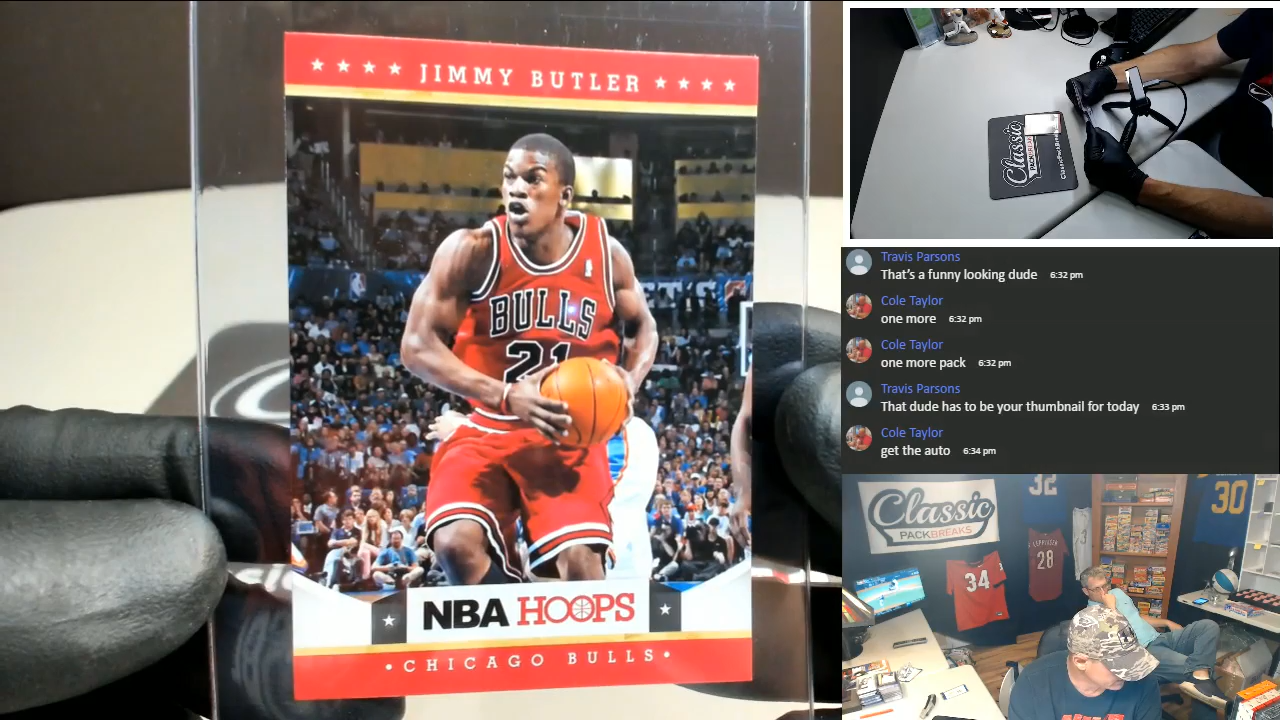 ★ ★ ★ ★ JIMMY BUTLER ★ ★ ★ ★
BULLS
21
NBA HOOPS
• CHICAGO BULLS •
Classic
Travis Parsons
That's a funny looking dude 6:32 pm
Cole Taylor
one more 6:32 pm
Cole Taylor
one more pack 6:32 pm
Travis Parsons
That dude has to be your thumbnail for today 6:33 pm
Cole Taylor
get the auto 6:34 pm
Classic
PACKBREAKS
32
34
28
30